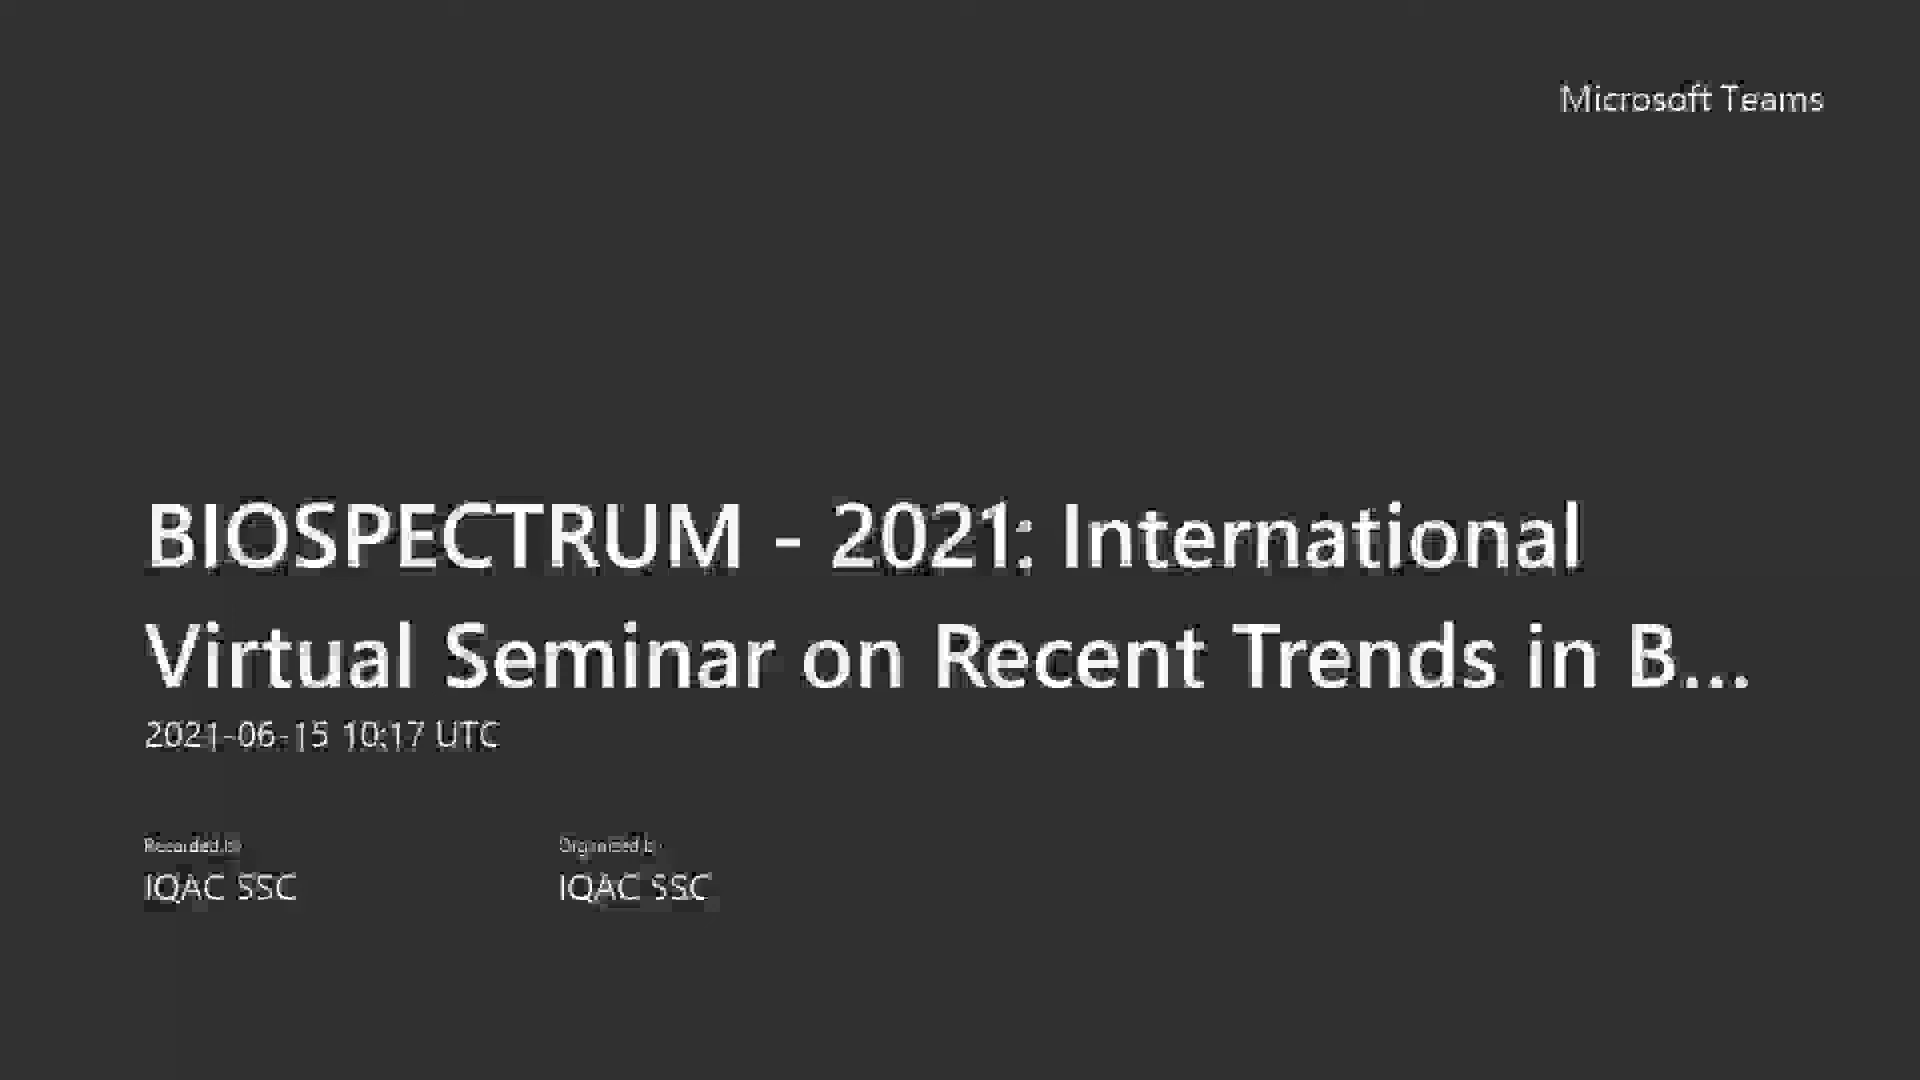 Microsoft Teams
BIOSPECTRUM - 2021: International
Virtual Seminar on Recent Trends in B...
2021-06-15 10:17 UTC
Recorded by
Organized by
IQAC SSC
IQAC SSC